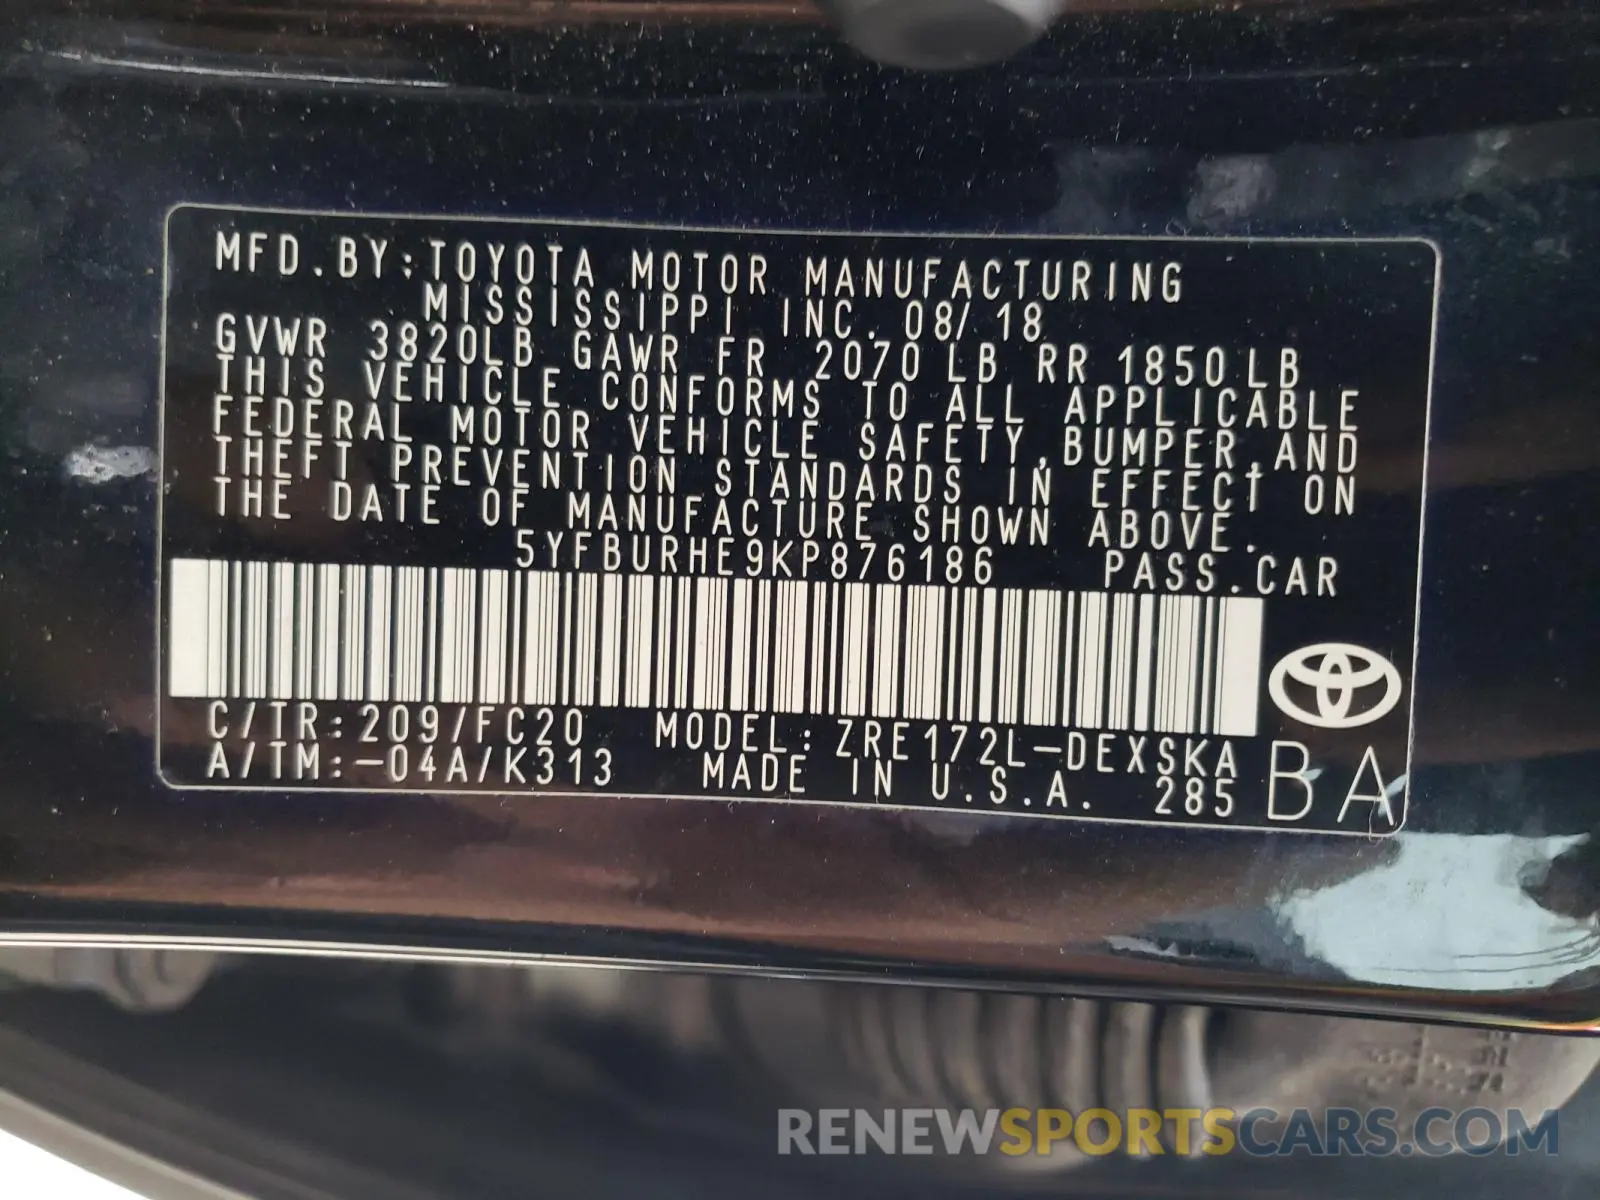 MFD.BY:TOYOTA MOTOR MANUFACTURING
MISSISSIPPI INC. 08/18
GVWR 3820LB GAWR FR 2070LB RR 1850LB
THIS VEHICLE CONFORMS TO ALL APPLICABLE
FEDERAL MOTOR VEHICLE SAFETY,BUMPER,AND
THEFT PREVENTION STANDARDS IN EFFECT ON
THE DATE OF MANUFACTURE SHOWN ABOVE.
5YFBURHE9KP876186 PASS.CAR
C/TR:209/FC20 MODEL:ZRE172L-DEXSKA
A/TM:-04A/K313 MADE IN U.S.A. 285
BA
RENEWSPORTSCARS.COM